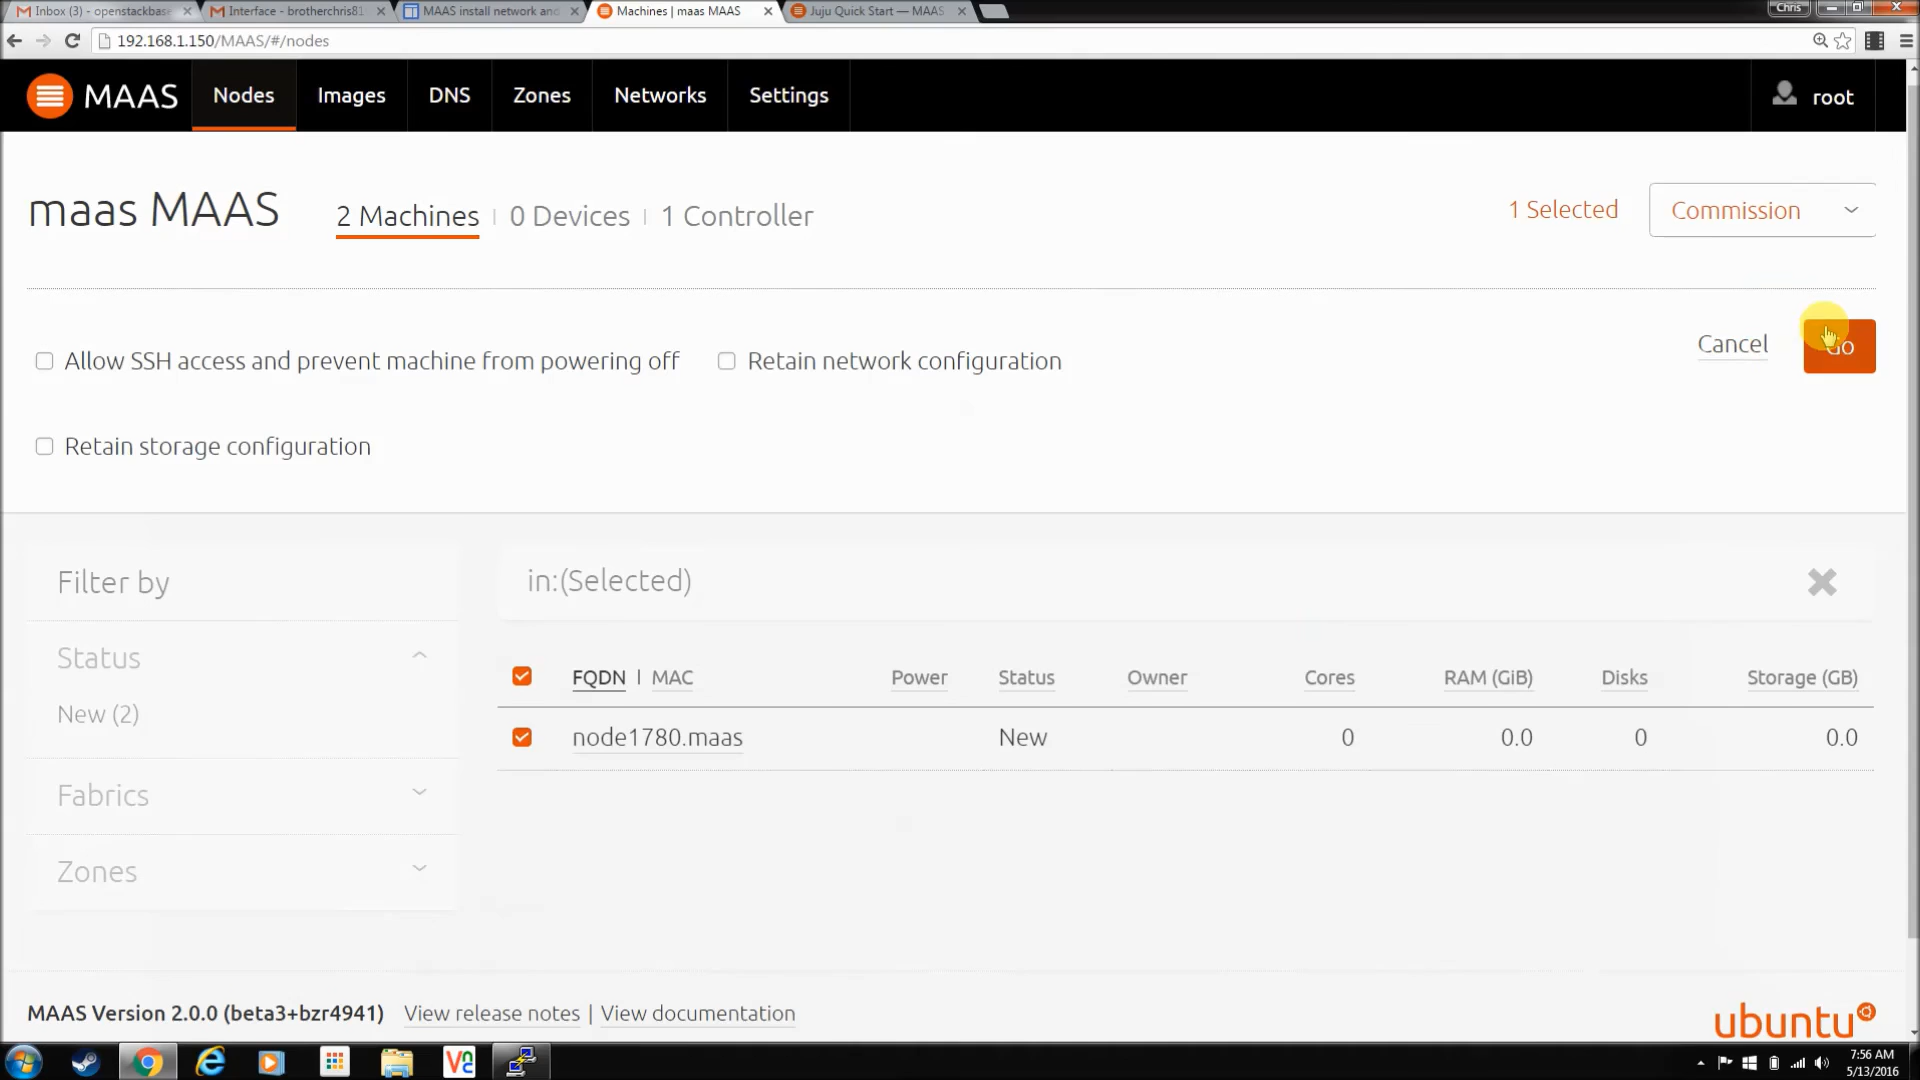 Inbox (3) - openstackbase
Interface - brotherchris81
MAAS install network and
Machines | maas MAAS
Juju Quick Start — MAAS
Chris
192.168.1.150/MAAS/#/nodes
MAAS
Nodes
Images
DNS
Zones
Networks
Settings
root
maas MAAS
2 Machines
0 Devices
1 Controller
1 Selected
Commission
Allow SSH access and prevent machine from powering off
Retain network configuration
Cancel
Go
Retain storage configuration
Filter by
in:(Selected)
Status
New (2)
Fabrics
Zones
FQDN | MAC Power Status Owner Cores RAM (GiB) Disks Storage (GB)
node1780.maas New 0 0.0 0 0.0
MAAS Version 2.0.0 (beta3+bzr4941) View release notes | View documentation
ubuntu
7:56 AM
5/13/2016